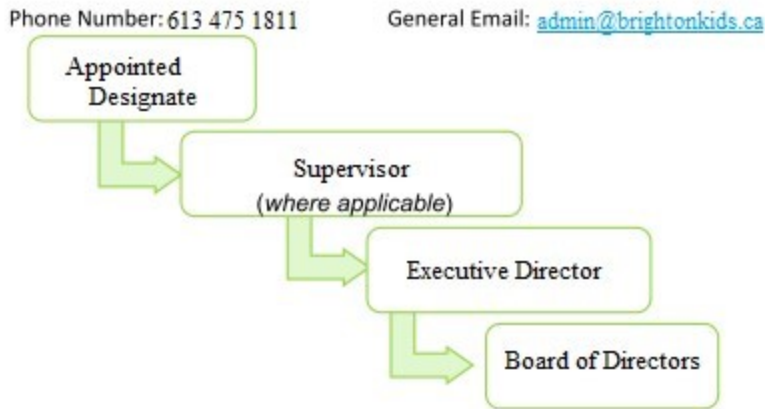 Phone Number: 613 475 1811 General Email: admin@brightonkids.ca
Appointed
Designate
Supervisor
(where applicable)
Executive Director
Board of Directors